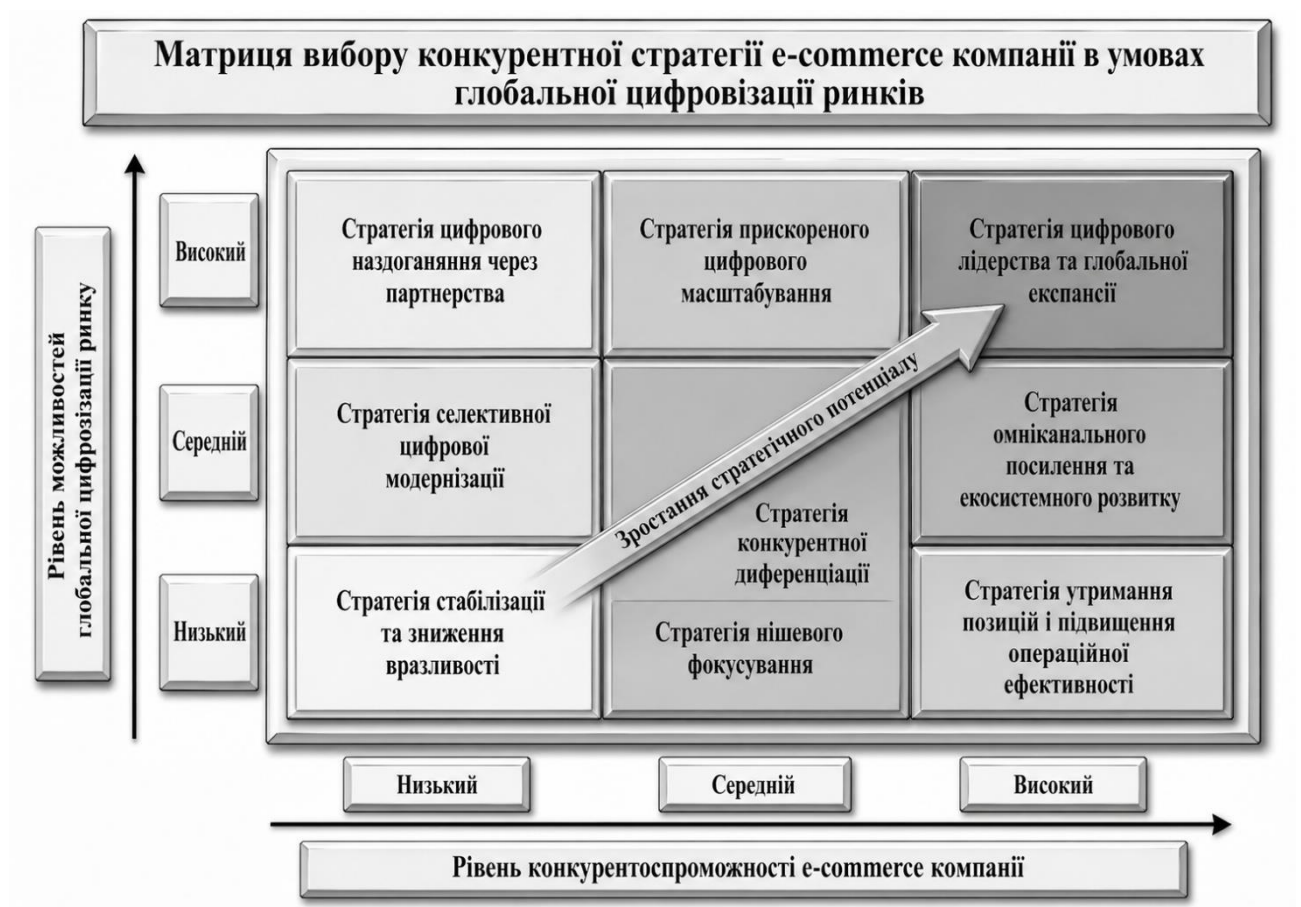 Матриця вибору конкурентної стратегії e-commerce компанії в умовах
глобальної цифровізації ринків
Рівень можливостей
глобальної цифрозізації ринку
Високий
Стратегія цифрового
наздоганяння через
партнерства
Стратегія прискореного
цифрового
масштабування
Стратегія цифрового
лідерства та глобальної
експансії
Середній
Стратегія селективної
цифрової
модернізації
Зростання стратегічного потенціалу
Стратегія
конкурентної
диференціації
Стратегія
омніканального
посилення та
екосистемного розвитку
Низький
Стратегія стабілізації
та зниження
вразливості
Стратегія нішевого
фокусування
Стратегія утримання
позицій і підвищення
операційної
ефективності
Низький
Середній
Високий
Рівень конкурентоспроможності e-commerce компанії